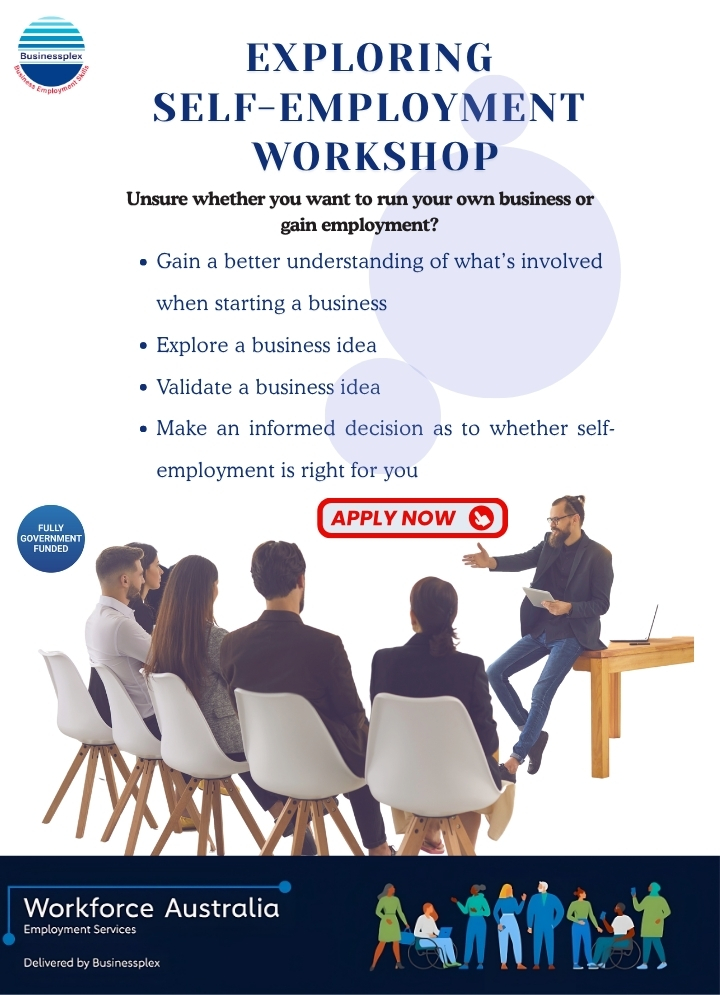 Businessplex
Business Employment Skills
EXPLORING
SELF-EMPLOYMENT
WORKSHOP
Unsure whether you want to run your own business or
gain employment?
• Gain a better understanding of what's involved
when starting a business
• Explore a business idea
• Validate a business idea
• Make an informed decision as to whether self-
employment is right for you
APPLY NOW
FULLY
GOVERNMENT
FUNDED
Workforce Australia
Employment Services
Delivered by Businessplex